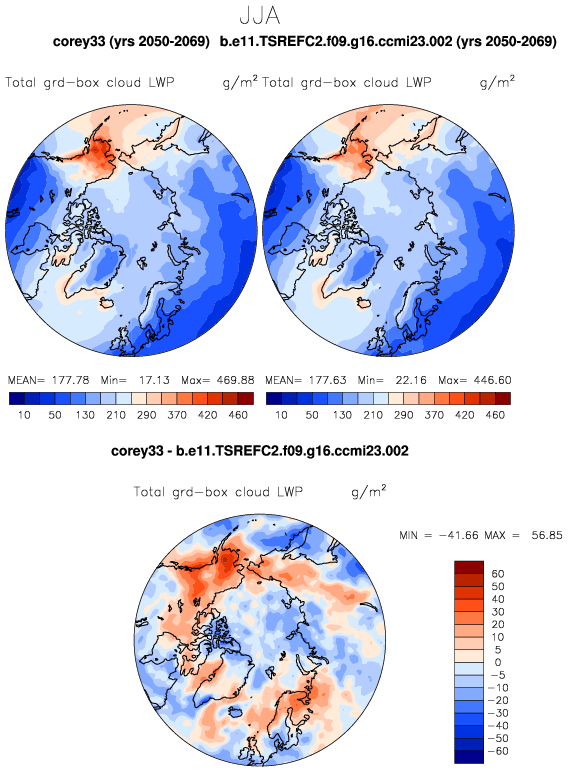 JJA
corey33 (yrs 2050-2069) b.e11.TSREFC2.f09.g16.ccmi23.002 (yrs 2050-2069)
Total grd-box cloud LWP g/m² Total grd-box cloud LWP g/m²
MEAN= 177.78 Min= 17.13 Max= 469.88 MEAN= 177.63 Min= 22.16 Max= 446.60
10 50 130 210 290 370 420 460 10 50 130 210 290 370 420 460
corey33 - b.e11.TSREFC2.f09.g16.ccmi23.002
Total grd-box cloud LWP g/m²
MIN = -41.66 MAX = 56.85
60
50
40
30
20
10
5
0
-5
-10
-20
-30
-40
-50
-60